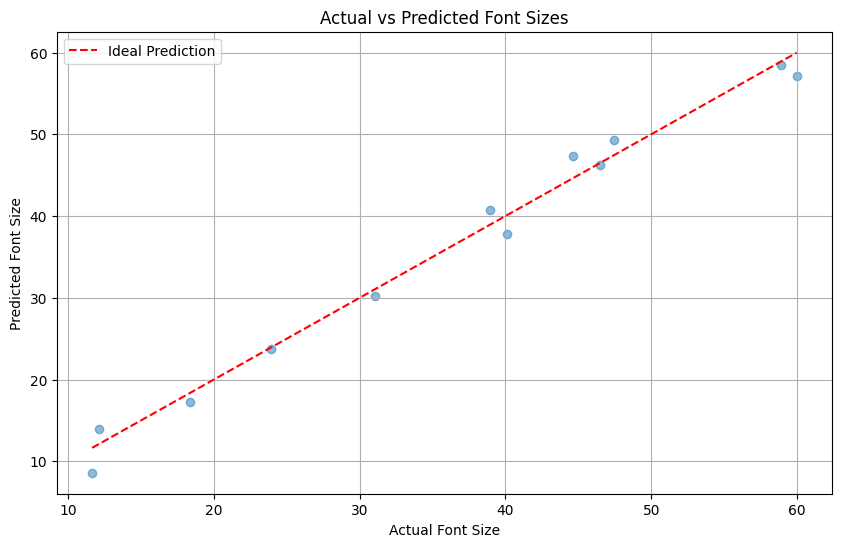 Actual vs Predicted Font Sizes
Ideal Prediction
Predicted Font Size
60
50
40
30
20
10
10 20 30 40 50 60
Actual Font Size